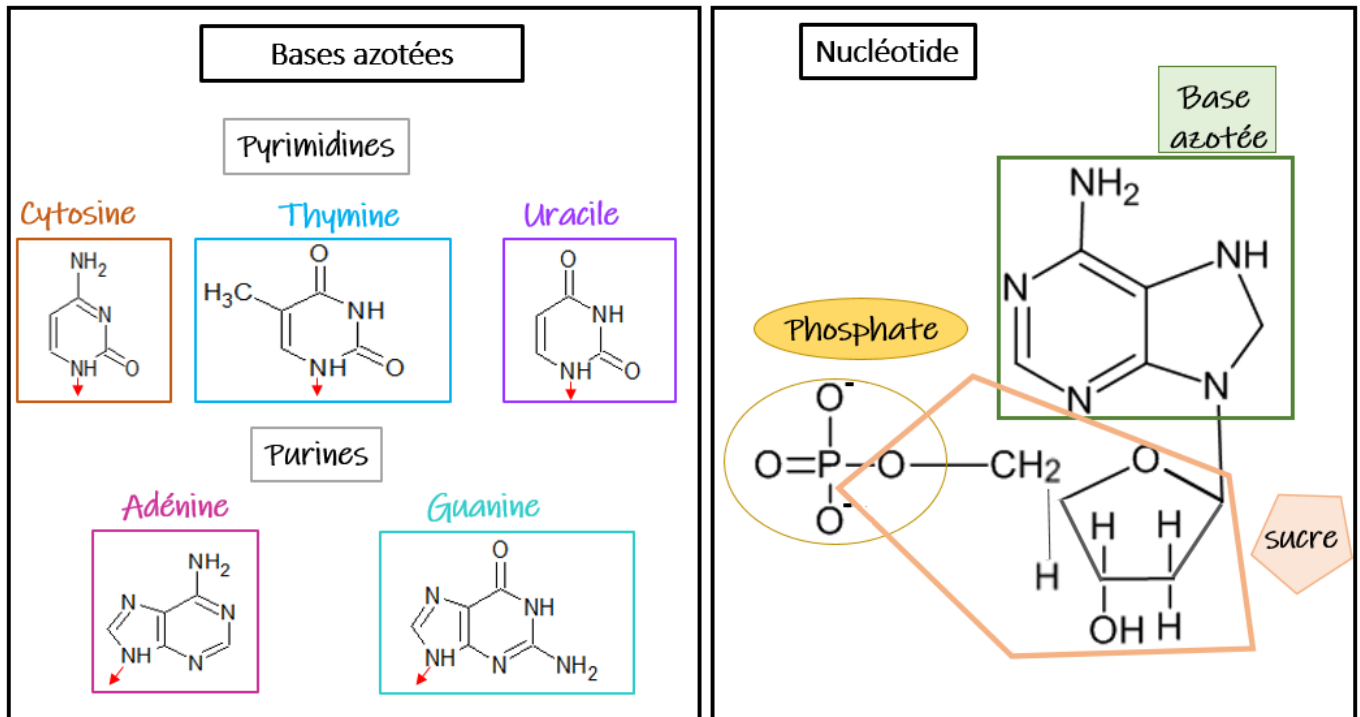 Bases azotées
Pyrimidines
Cytosine
Thymine
Uracile
NH2
N
NH
O
O
H3C
NH
NH
O
O
NH
NH
O
Purines
Adénine
Guanine
NH2
N
N
NH
N
O
N
NH
NH
N
NH2
Nucléotide
Base
azotée
NH2
N
NH
N
N
Phosphate
O-
O=P-O
CH2
O
O-
H
H
H
sucre
OH
H